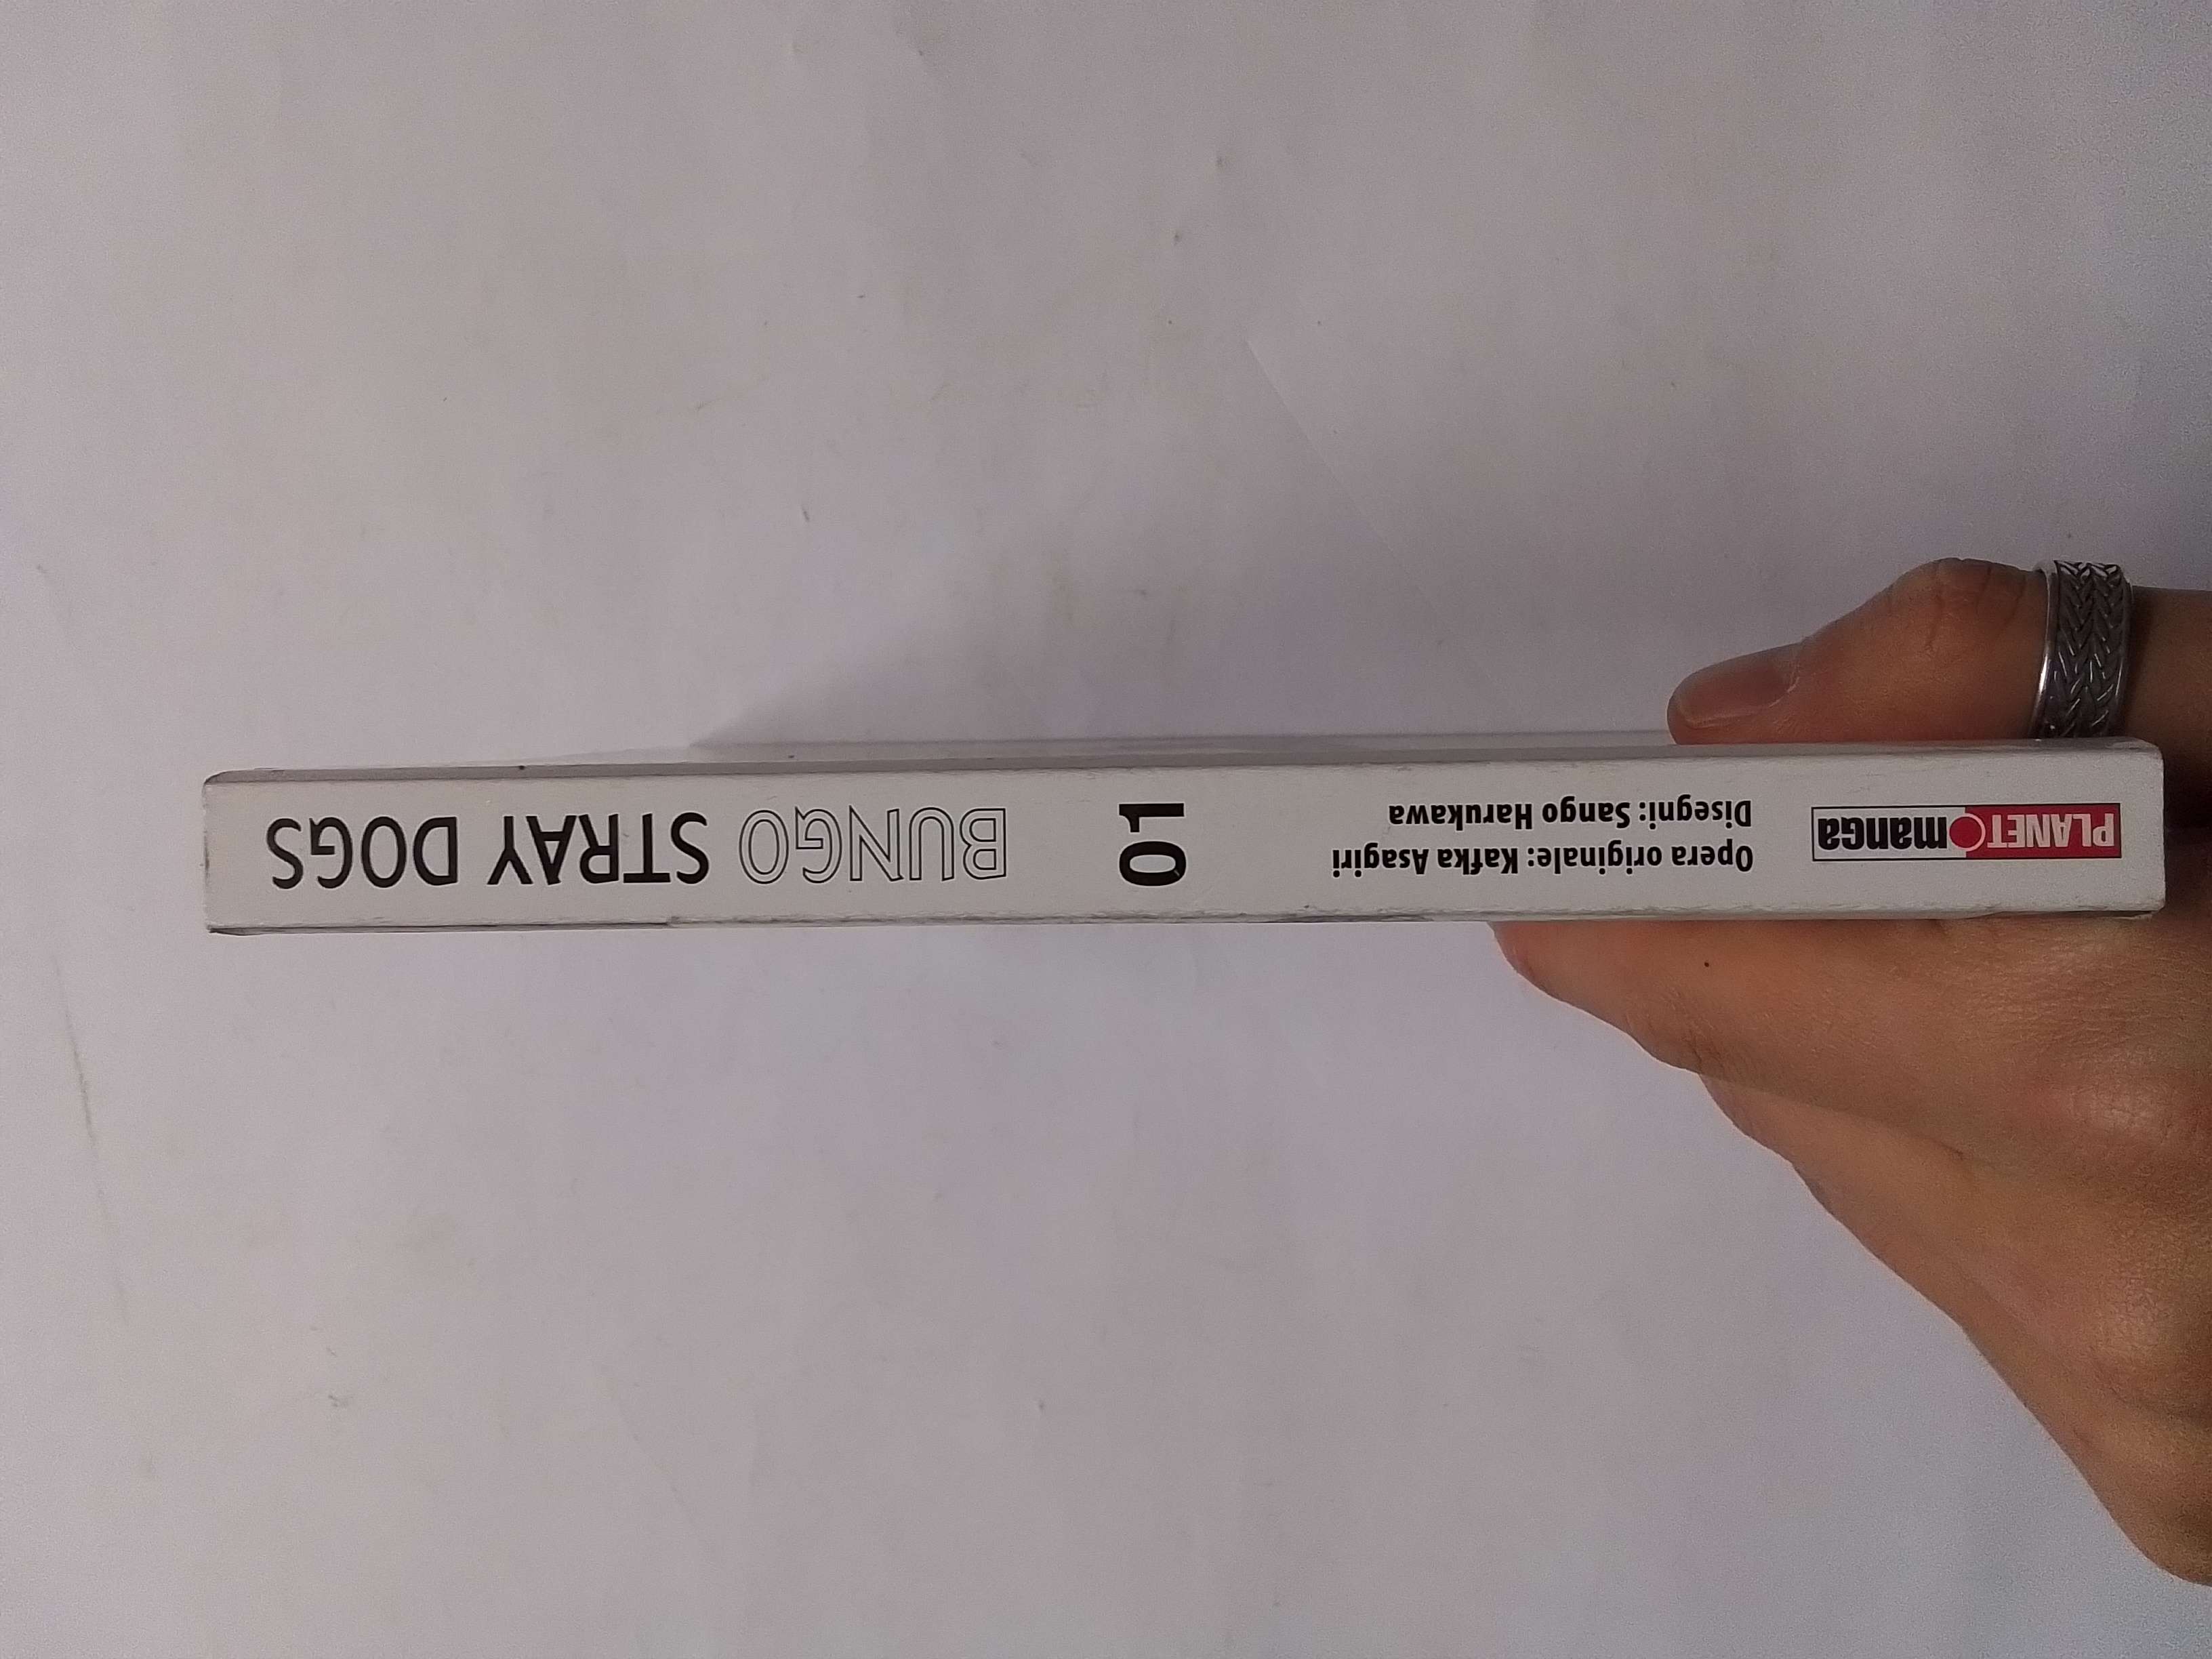 BUNGO STRAY DOGS
01
Opera originale: Kafka Asagiri
Disegni: Sango Harukawa
PLANET manga